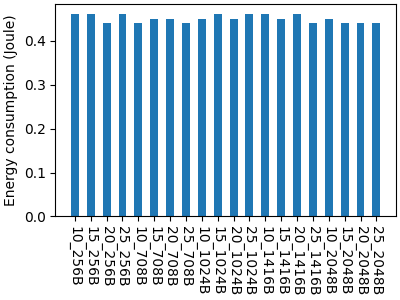 Energy consumption (Joule)
0.4
0.3
0.2
0.1
0.0
10_256B
15_256B
20_256B
25_256B
10_708B
15_708B
20_708B
25_708B
10_1024B
15_1024B
20_1024B
25_1024B
10_1416B
15_1416B
20_1416B
25_1416B
10_2048B
15_2048B
20_2048B
25_2048B